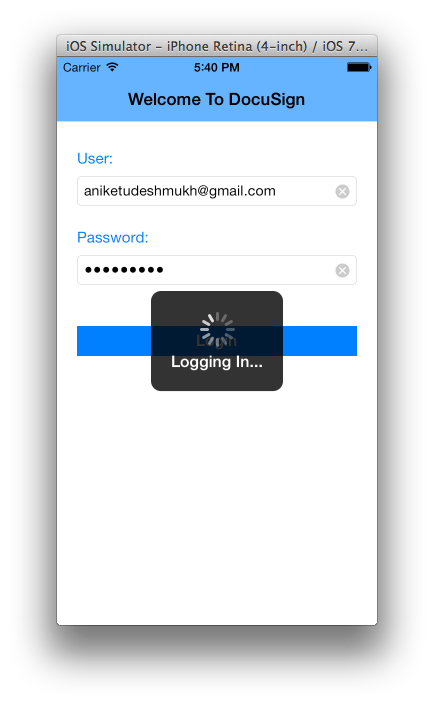 iOS Simulator – iPhone Retina (4-inch) / iOS 7...
Carrier 5:40 PM
Welcome To DocuSign
User:
aniketudeshmukh@gmail.com
Password:
•••••••••
Login
Logging In...